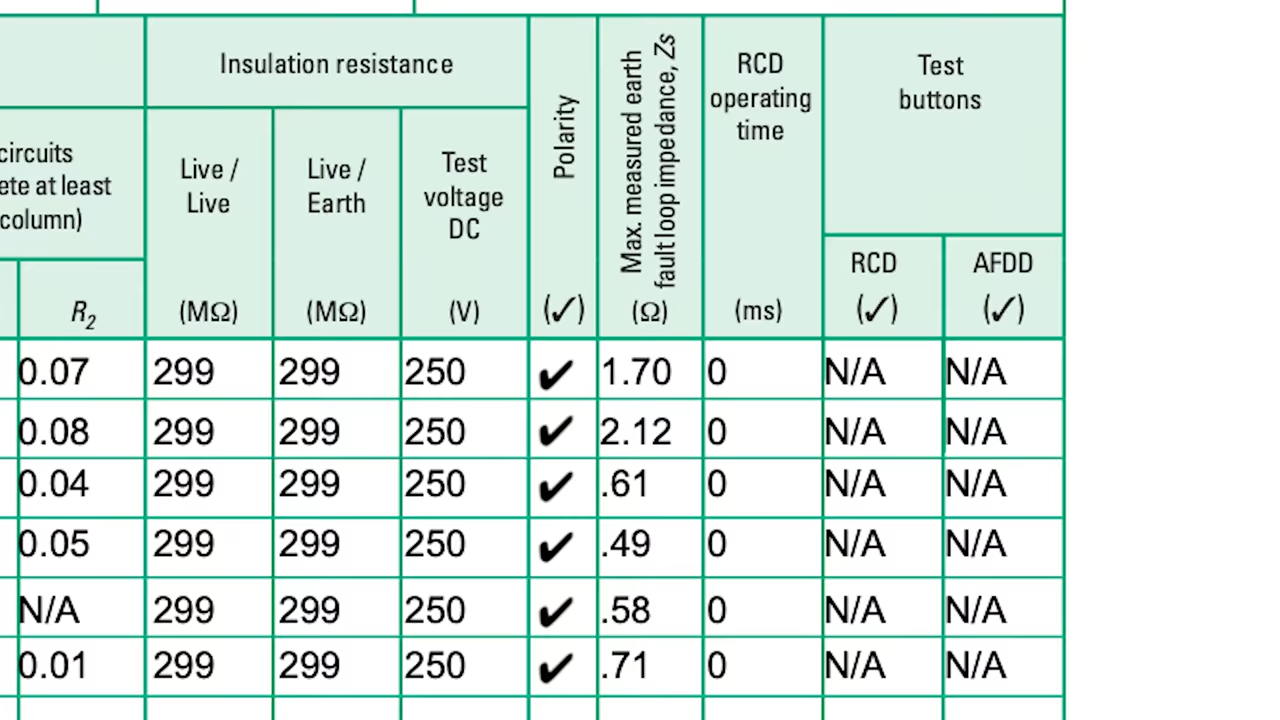 Insulation resistance
Polarity
Max. measured earth
fault loop impedance, Zs
RCD
operating
time
Test
buttons
circuits
ete at least
column)
Live /
Live
Live /
Earth
Test
voltage
DC
RCD
AFDD
R2
(MΩ)
(MΩ)
(V)
(✓)
(Ω)
(ms)
(✓)
(✓)
0.07 299 299 250 ✔ 1.70 0 N/A N/A
0.08 299 299 250 ✔ 2.12 0 N/A N/A
0.04 299 299 250 ✔ .61 0 N/A N/A
0.05 299 299 250 ✔ .49 0 N/A N/A
N/A 299 299 250 ✔ .58 0 N/A N/A
0.01 299 299 250 ✔ .71 0 N/A N/A